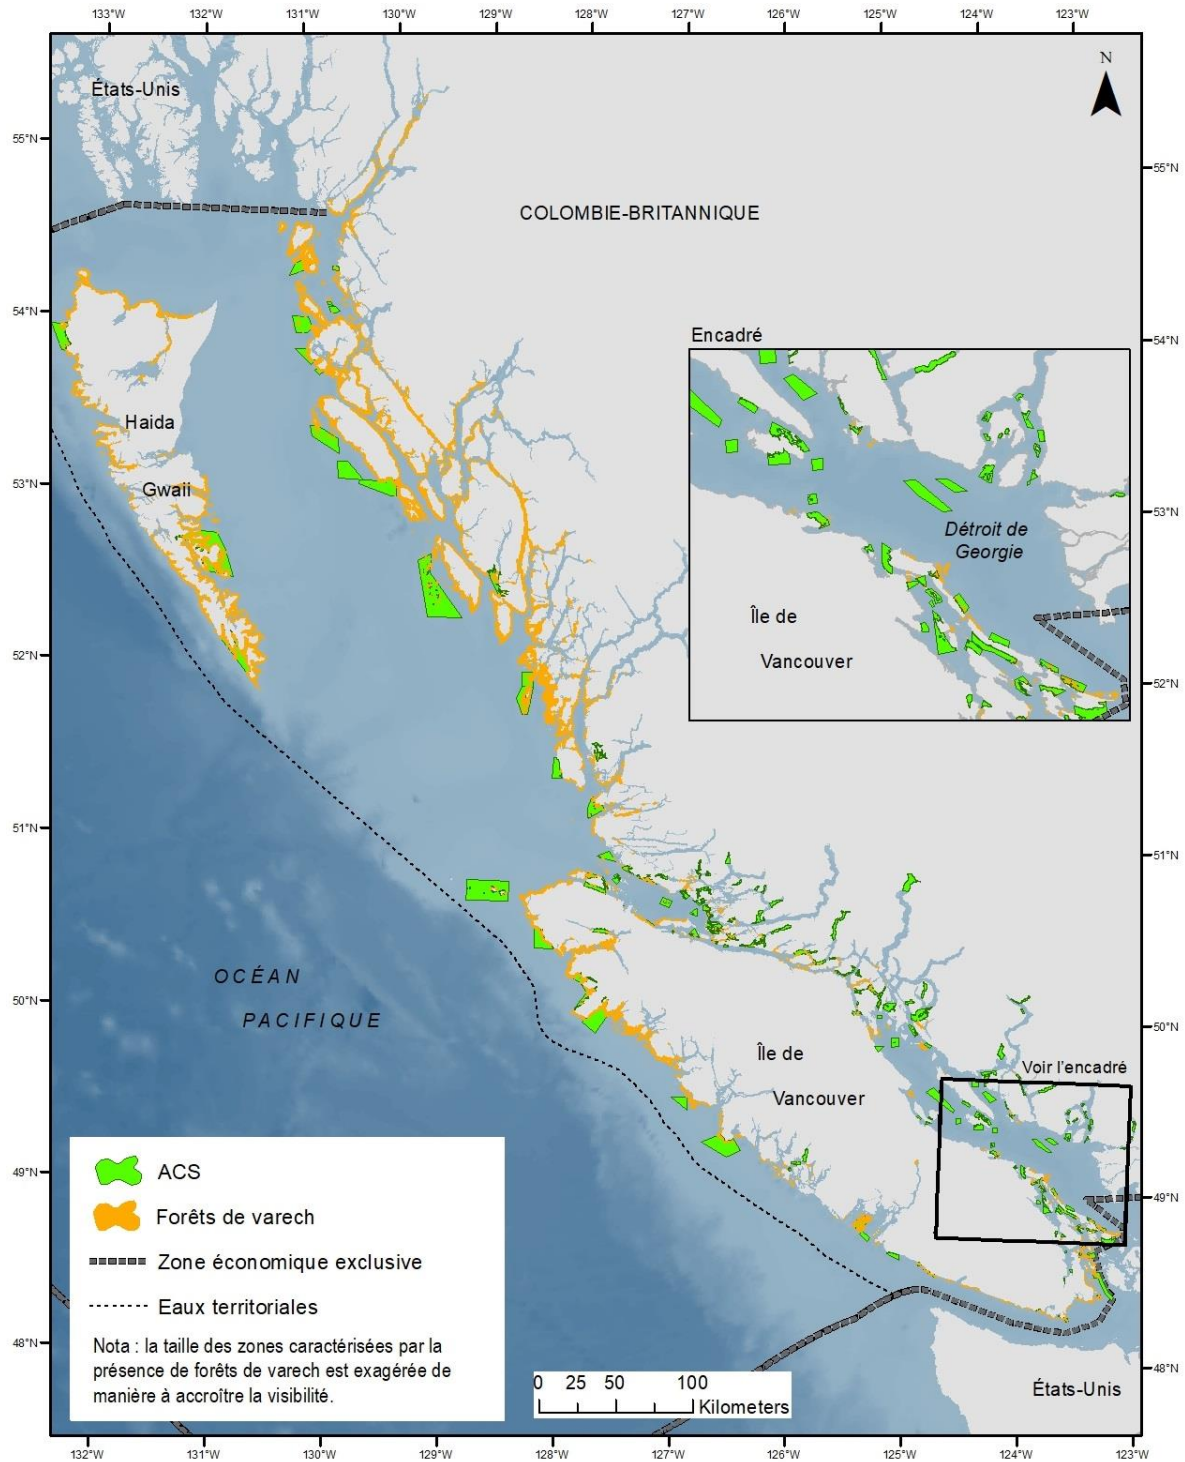 133°W 132°W 131°W 130°W 129°W 128°W 127°W 126°W 125°W 124°W 123°W
N
États-Unis
55°N
55°N
COLOMBIE-BRITANNIQUE
54°N
54°N
Encadré
Haida
Gwaii
53°N
53°N
Détroit de
Georgie
Île de
Vancouver
52°N
52°N
51°N
51°N
OCÉAN
PACIFIQUE
50°N
50°N
Île de
Vancouver
Voir l'encadré
49°N
49°N
ACS
Forêts de varech
Zone économique exclusive
Eaux territoriales
Nota : la taille des zones caractérisées par la
présence de forêts de varech est exagérée de
manière à accroître la visibilité.
48°N
48°N
0 25 50 100
Kilometers
États-Unis
132°W 131°W 130°W 129°W 128°W 127°W 126°W 125°W 124°W 123°W